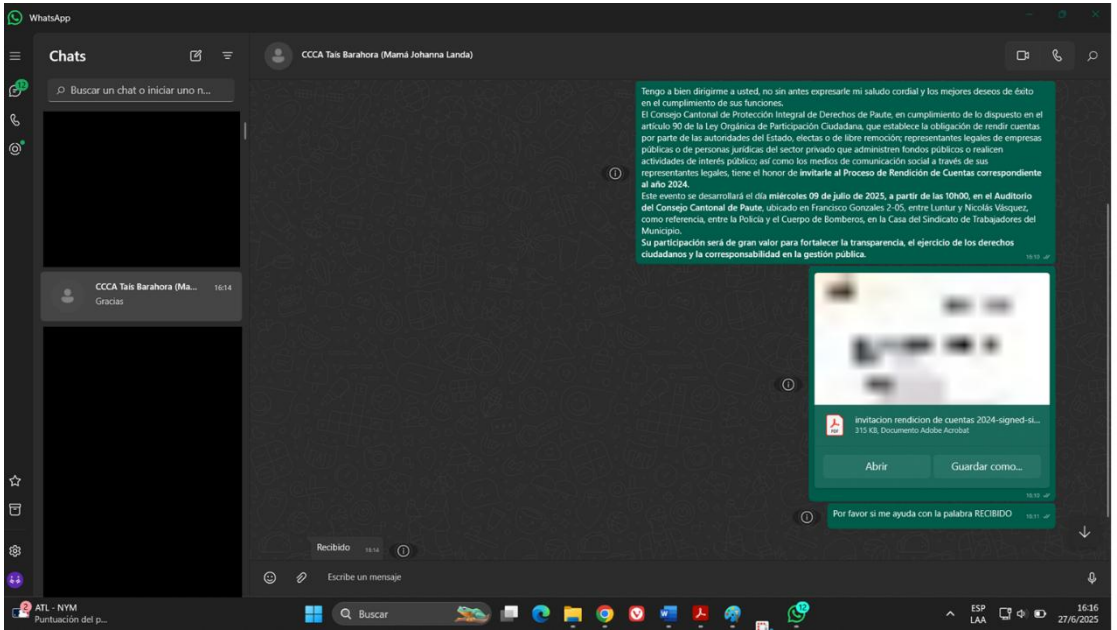 WhatsApp
Chats
Buscar un chat o iniciar uno n...
12
CCCA Taís Barahora (Ma... 16:14
Gracias
CCCA Taís Barahora (Mamá Johanna Landa)
Tengo a bien dirigirme a usted, no sin antes expresarle mi saludo cordial y los mejores deseos de éxito
en el cumplimiento de sus funciones.
El Consejo Cantonal de Protección Integral de Derechos de Paute, en cumplimiento de lo dispuesto en el
artículo 90 de la Ley Orgánica de Participación Ciudadana, que establece la obligación de rendir cuentas
por parte de las autoridades del Estado, electas o de libre remoción; representantes legales de empresas
públicas o de personas jurídicas del sector privado que administren fondos públicos o realicen
actividades de interés público; así como los medios de comunicación social a través de sus
representantes legales, tiene el honor de invitarle al Proceso de Rendición de Cuentas correspondiente
al año 2024.
Este evento se desarrollará el día miércoles 09 de julio de 2025, a partir de las 10h00, en el Auditorio
del Consejo Cantonal de Paute, ubicado en Francisco Gonzales 2-05, entre Luntur y Nicolás Vásquez,
como referencia, entre la Policía y el Cuerpo de Bomberos, en la Casa del Sindicato de Trabajadores del
Municipio.
Su participación será de gran valor para fortalecer la transparencia, el ejercicio de los derechos
ciudadanos y la corresponsabilidad en la gestión pública.
16:10
invitacion rendicion de cuentas 2024-signed-si...
PDF
315 KB, Documento Adobe Acrobat
Abrir Guardar como...
16:10
Por favor si me ayuda con la palabra RECIBIDO 16:11
Recibido 16:14
Escribe un mensaje
2
ATL - NYM
Puntuación del p...
Buscar
12
ESP
LAA
16:16
27/6/2025